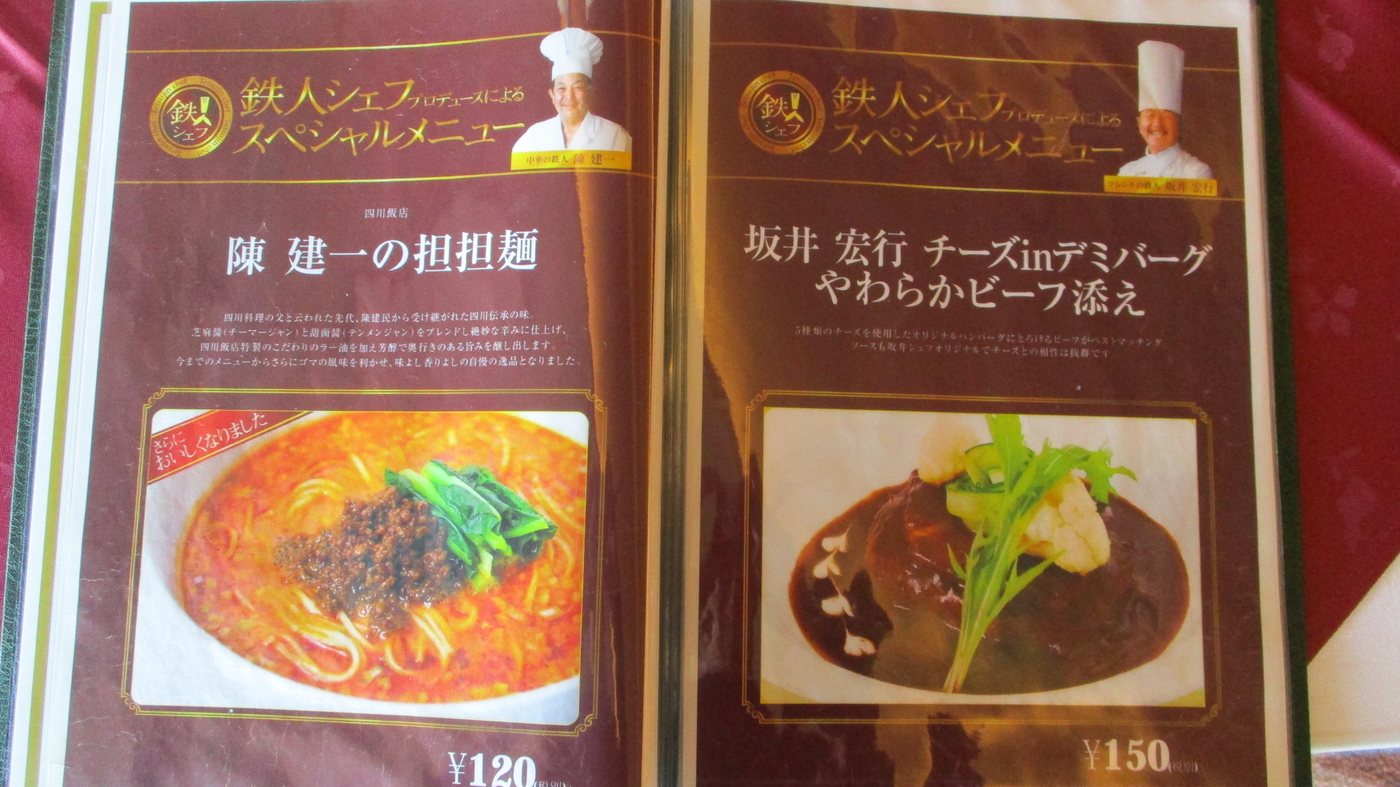 鉄
シェフ
鉄人シェフプロデュースによる
スペシャルメニュー
中華の鉄人 陳 建一
四川飯店
陳 建一の担担麺
四川料理の父と云われた先代、陳建民から受け継がれた四川伝承の味。
芝麻醤(チーマージャン)と甜面醤(テンメンジャン)をブレンドし絶妙な辛みに仕上げ、
四川飯店特製のこだわりのラー油を加え芳醇で奥行きのある旨みを醸し出します。
今までのメニューからさらにゴマの風味を利かせ、味よし香りよしの自慢の逸品となりました。
さらに
おいしくなりました
¥120(税別)
鉄
シェフ
鉄人シェフプロデュースによる
スペシャルメニュー
フレンチの鉄人 坂井 宏行
坂井 宏行 チーズinデミバーグ
やわらかビーフ添え
5種類のチーズを使用したオリジナルハンバーグにとろけるビーフがベストマッチング
ソースも坂井シェフオリジナルでチーズとの相性は抜群です
¥150(税別)